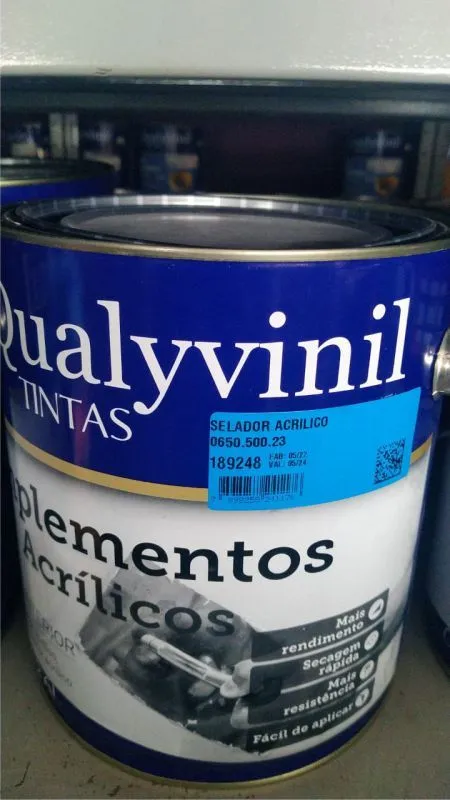 Qualyvinil
TINTAS
SELADOR ACRILICO
0650.500.23
189248 FAB: 05/22
VAL: 05/24
plementos
Acrílicos
Mais
rendimento
Secagem
rápida
Mais
resistência
Fácil de aplicar